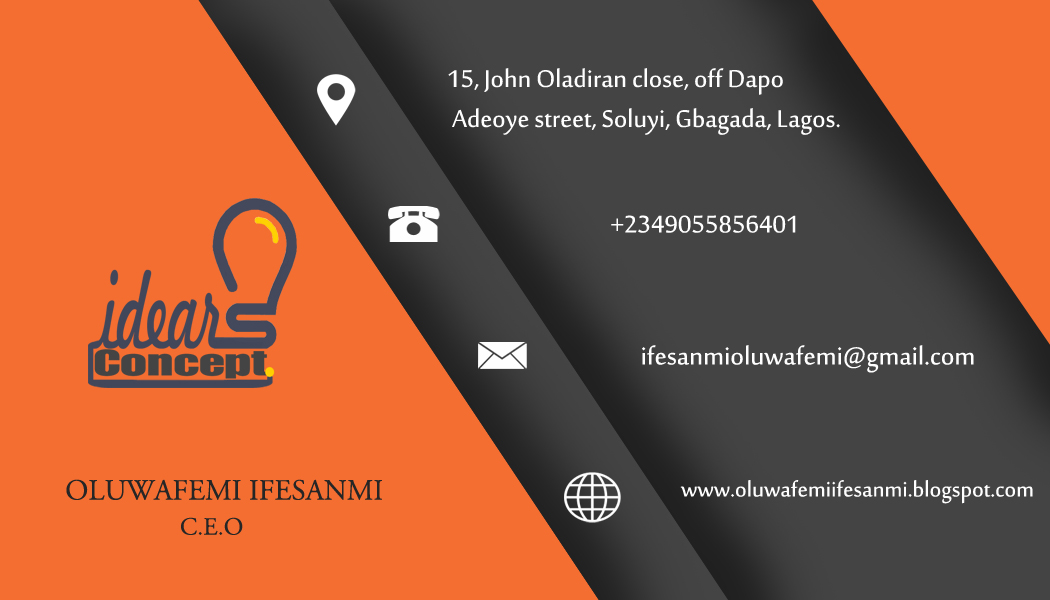 15, John Oladiran close, off Dapo
Adeoye street, Soluyi, Gbagada, Lagos.
+2349055856401
idears
Concept.
ifesanmioluwafemi@gmail.com
OLUWAFEMI IFESANMI
C.E.O
www.oluwafemiifesanmi.blogspot.com